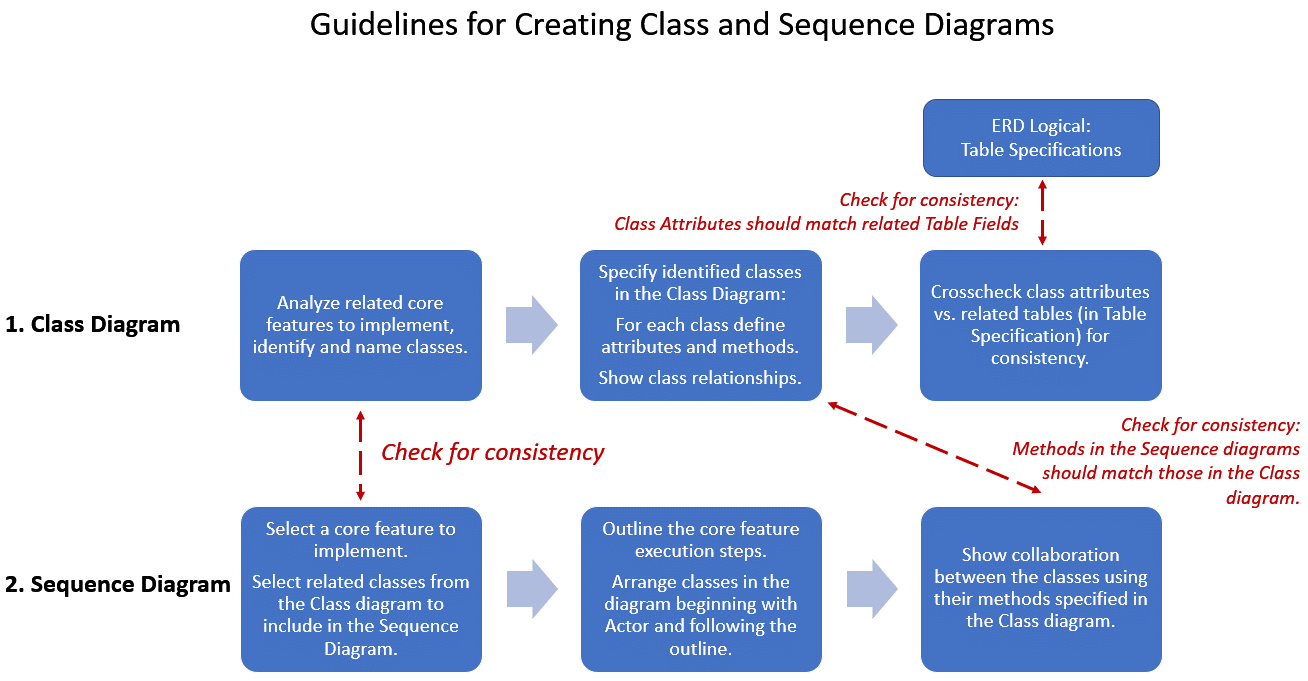 Guidelines for Creating Class and Sequence Diagrams
ERD Logical:
Table Specifications
Check for consistency:
Class Attributes should match related Table Fields
1. Class Diagram
Analyze related core
features to implement,
identify and name classes.
Specify identified classes
in the Class Diagram:
For each class define
attributes and methods.
Show class relationships.
Crosscheck class attributes
vs. related tables (in Table
Specification) for
consistency.
Check for consistency
Check for consistency:
Methods in the Sequence diagrams
should match those in the Class
diagram.
2. Sequence Diagram
Select a core feature to
implement.
Select related classes from
the Class diagram to
include in the Sequence
Diagram.
Outline the core feature
execution steps.
Arrange classes in the
diagram beginning with
Actor and following the
outline.
Show collaboration
between the classes using
their methods specified in
the Class diagram.